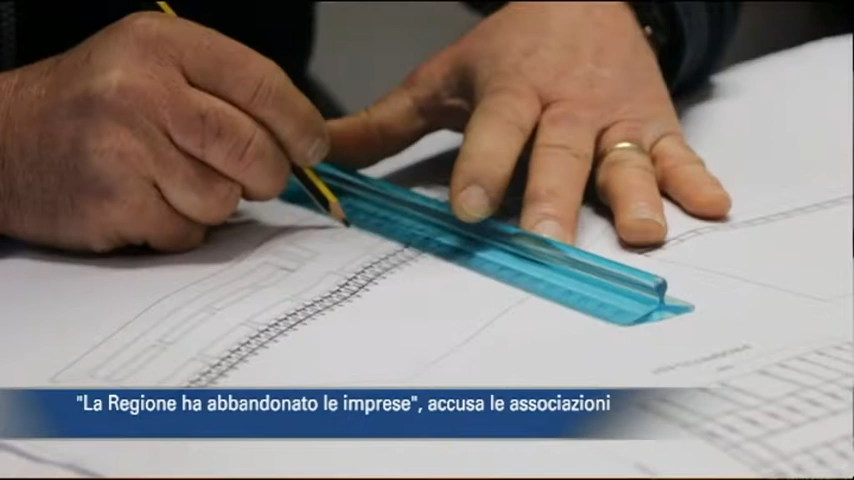 "La Regione ha abbandonato le imprese", accusa le associazioni